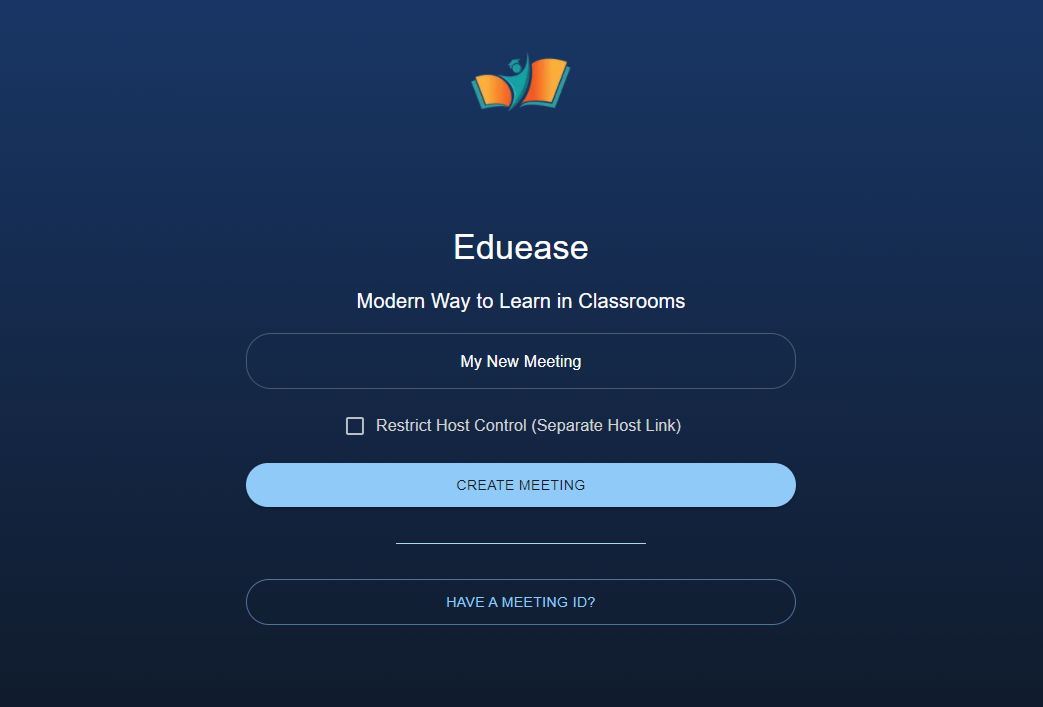 Eduease
Modern Way to Learn in Classrooms
My New Meeting
Restrict Host Control (Separate Host Link)
CREATE MEETING
HAVE A MEETING ID?